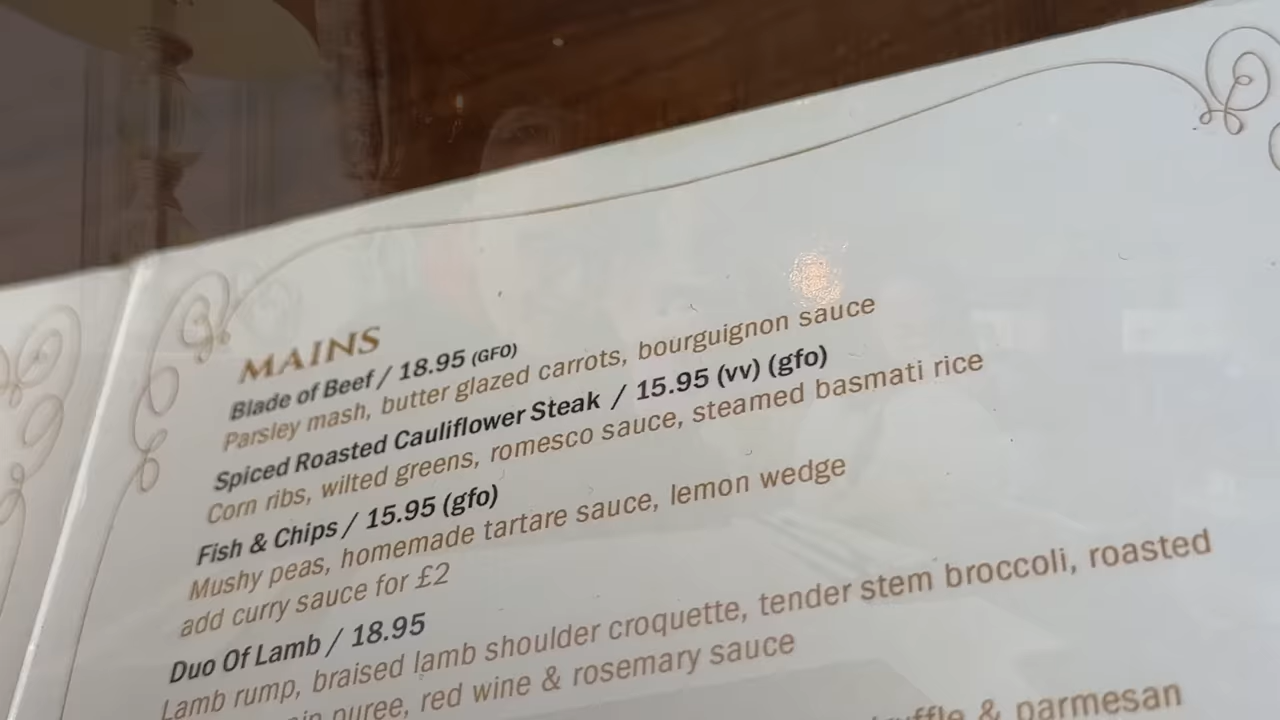 MAINS
Blade of Beef / 18.95 (GFO)
Parsley mash, butter glazed carrots, bourguignon sauce
Spiced Roasted Cauliflower Steak / 15.95 (vv) (gfo)
Corn ribs, wilted greens, romesco sauce, steamed basmati rice
Fish & Chips / 15.95 (gfo)
Mushy peas, homemade tartare sauce, lemon wedge
add curry sauce for £2
Duo Of Lamb / 18.95
Lamb rump, braised lamb shoulder croquette, tender stem broccoli, roasted
puree, red wine & rosemary sauce
& parmesan